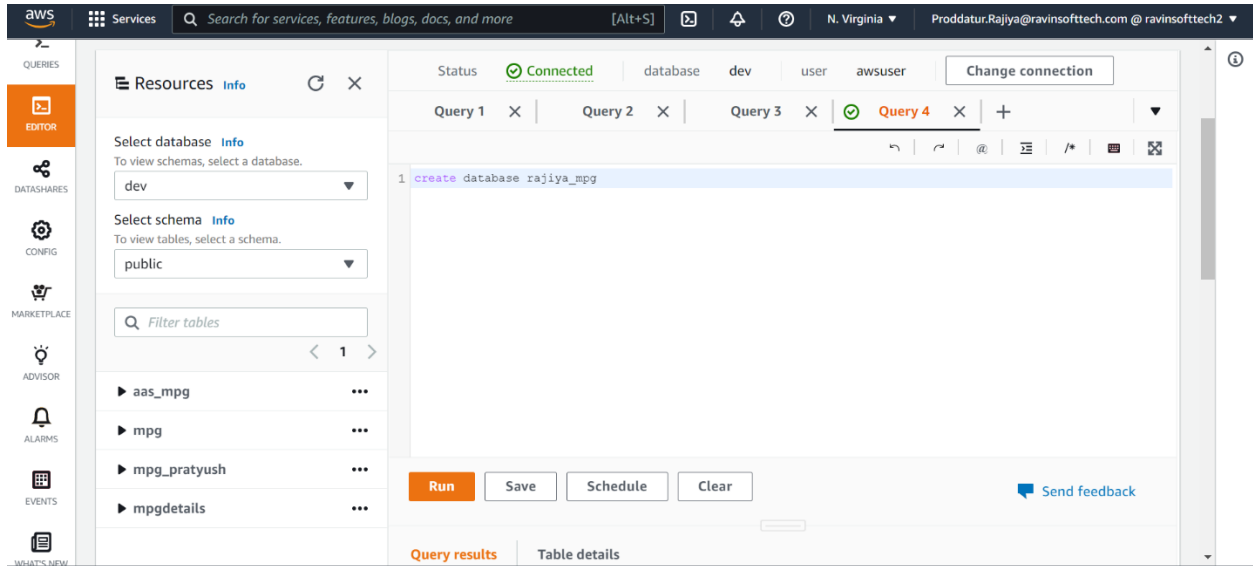 aws
Services
Search for services, features, blogs, docs, and more
[Alt+S]
N. Virginia ▼
Proddatur.Rajiya@ravinsofttech.com @ ravinsofttech2 ▼
QUERIES
EDITOR
DATASHARES
CONFIG
MARKETPLACE
ADVISOR
ALARMS
EVENTS
WHAT'S NEW
Resources Info
Select database Info
To view schemas, select a database.
dev
Select schema Info
To view tables, select a schema.
public
Filter tables
< 1 >
aas_mpg
mpg
mpg_pratyush
mpgdetails
Status Connected database dev user awsuser Change connection
Query 1 Query 2 Query 3 Query 4 +
@ /*
1 create database rajiya_mpg
Run Save Schedule Clear Send feedback
Query results Table details